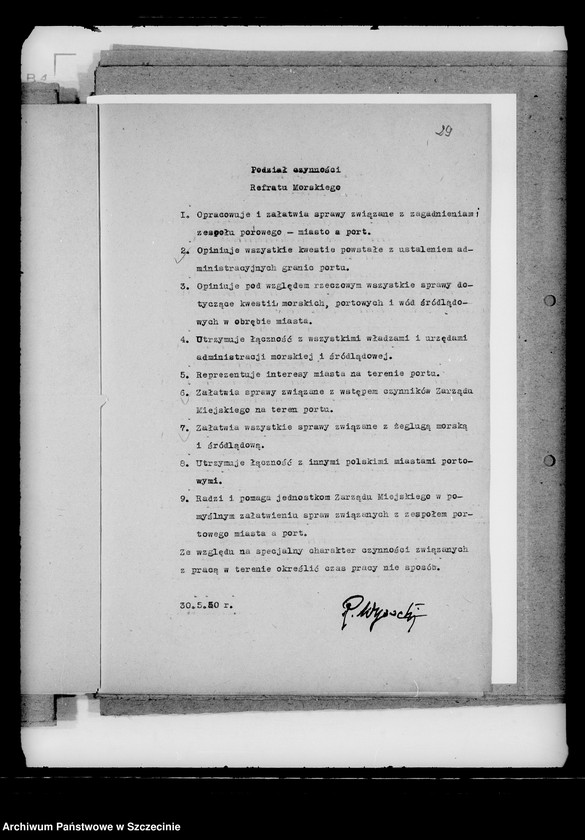 29
Podział czynności
Refratu Morskiego
1. Opracowuje i załatwia sprawy związane z zagadnieniami
zespołu porowego — miasto a port.
2. Opiniuje wszystkie kwestie powstałe z ustaleniem ad-
ministracyjnych granic portu.
3. Opiniuje pod względem rzeczowym wszystkie sprawy do-
tyczące kwestii morskich, portowych i wód śródlądo-
wych w obrębie miasta.
4. Utrzymuje łączność z wszystkimi władzami i urzędami
administracji morskiej i śródlądowej.
5. Reprezentuje interesy miasta na terenie portu.
6. Załatwia sprawy związane z wstępem czynników Zarządu
Miejskiego na teren portu.
7. Załatwia wszystkie sprawy związane z żeglugą morską
i śródlądową.
8. Utrzymuje łączność z innymi polskimi miastami porto-
wymi.
9. Radzi i pomaga jednostkom Zarządu Miejskiego w po-
myślnym załatwieniu spraw związanych z zespołem por-
towego miasta a port.
Ze względu na specjalny charakter czynności związanych
z pracą w terenie określić czas pracy nie sposób.
30.5.50 r.
Archiwum Państwowe w Szczecinie